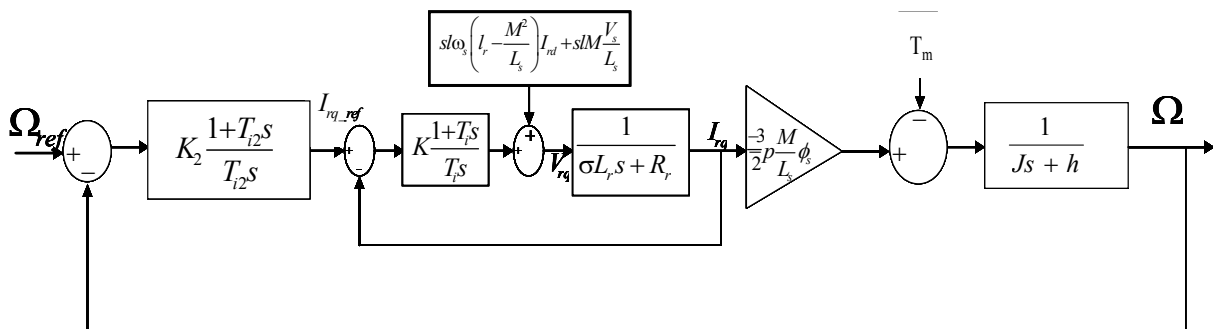 slω_s(l_r − M²/L_s)I_rd + slM V_s/L_s
T_m
−
Ω_ref
+
−
K_2 (1+T_i2 s)/(T_i2 s)
I_rq_ref
+
-
K (1+T_i s)/(T_i s)
+
+
V_rq
1/(σL_r s + R_r)
I_rq
−3/2 p M/L_s ϕ_s
+
1/(Js + h)
Ω